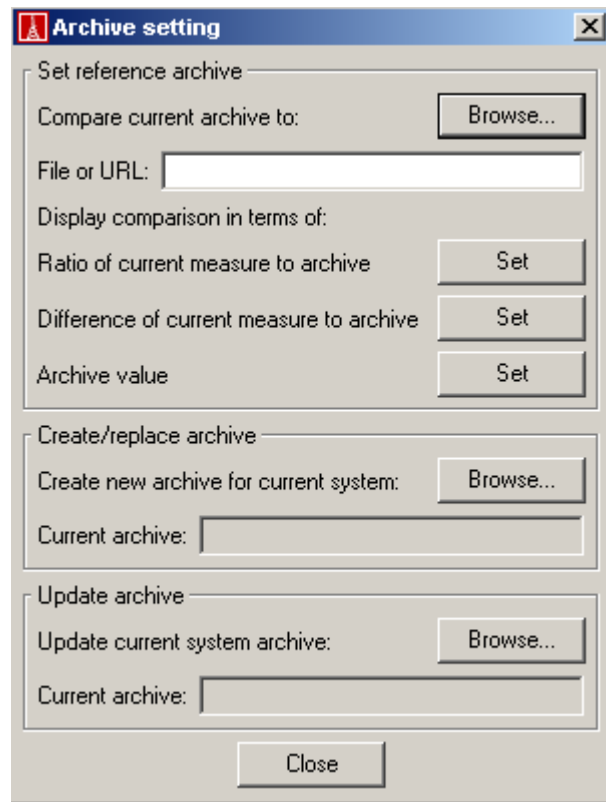 Archive setting
Set reference archive
Compare current archive to: Browse...
File or URL:
Display comparison in terms of:
Ratio of current measure to archive Set
Difference of current measure to archive Set
Archive value Set
Create/replace archive
Create new archive for current system: Browse...
Current archive:
Update archive
Update current system archive: Browse...
Current archive:
Close